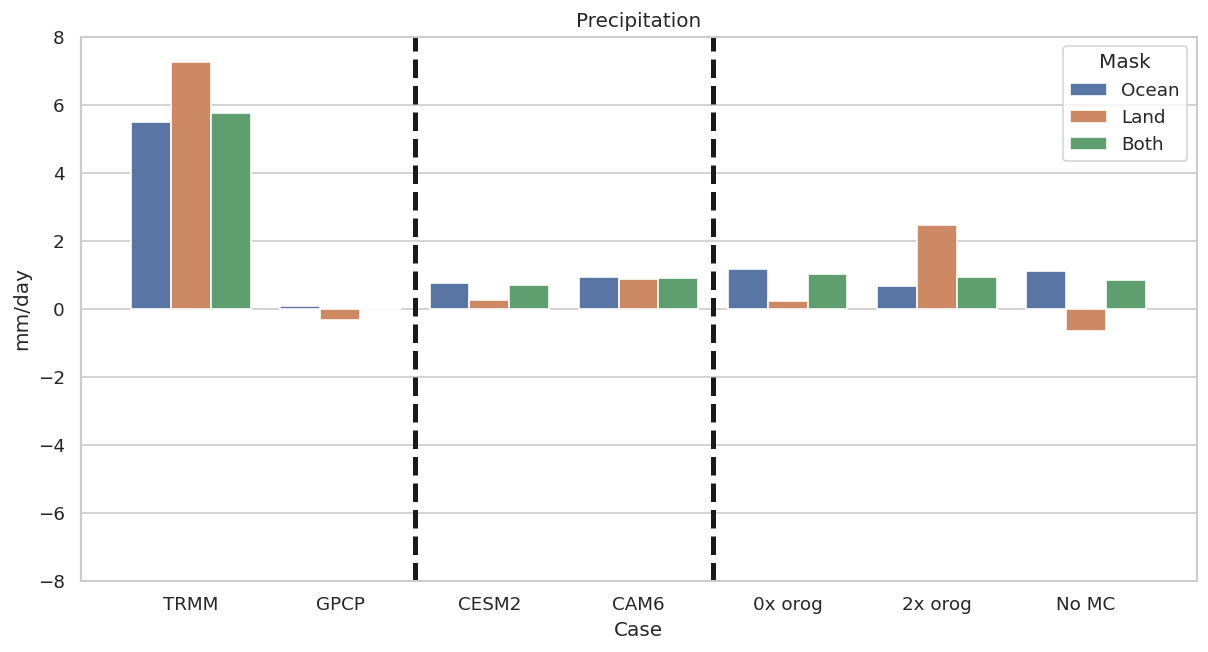 Precipitation
mm/day
8
6
4
2
0
−2
−4
−6
−8
Mask
Ocean
Land
Both
TRMM GPCP CESM2 CAM6 0x orog 2x orog No MC
Case